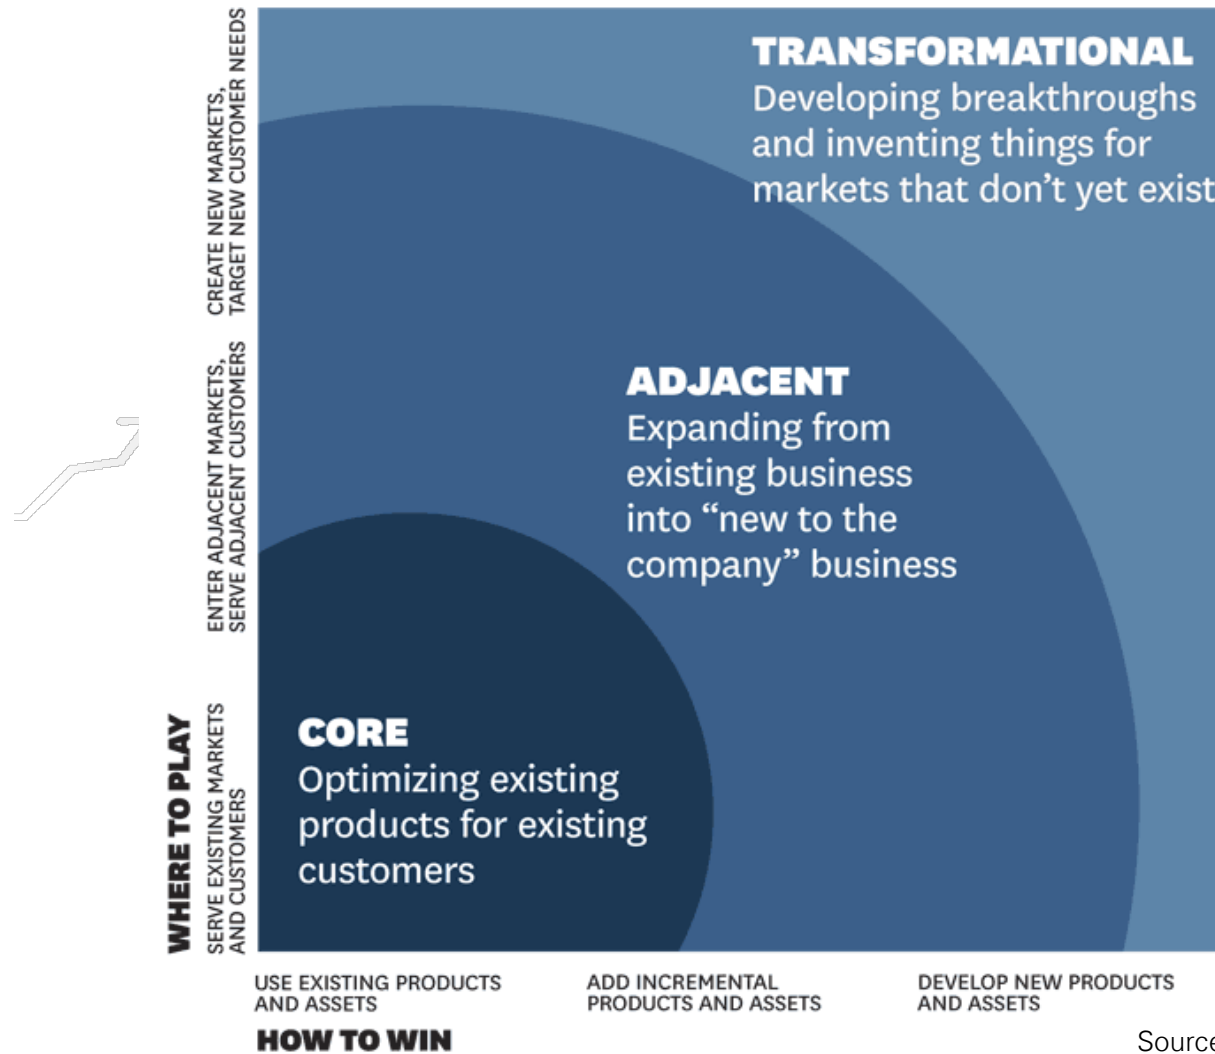 TRANSFORMATIONAL
Developing breakthroughs
and inventing things for
markets that don’t yet exist
ADJACENT
Expanding from
existing business
into “new to the
company” business
CORE
Optimizing existing
products for existing
customers
WHERE TO PLAY
CREATE NEW MARKETS,
TARGET NEW CUSTOMER NEEDS
ENTER ADJACENT MARKETS,
SERVE ADJACENT CUSTOMERS
SERVE EXISTING MARKETS
AND CUSTOMERS
USE EXISTING PRODUCTS
AND ASSETS
ADD INCREMENTAL
PRODUCTS AND ASSETS
DEVELOP NEW PRODUCTS
AND ASSETS
HOW TO WIN
Source